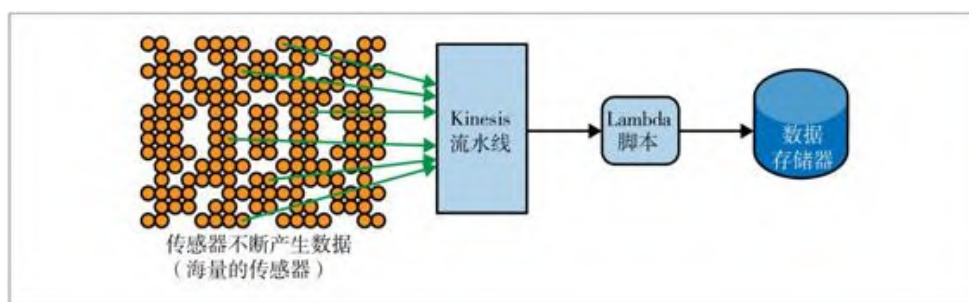 传感器不断产生数据
（海量的传感器）
Kinesis
流水线
Lambda
脚本
数据
存储器